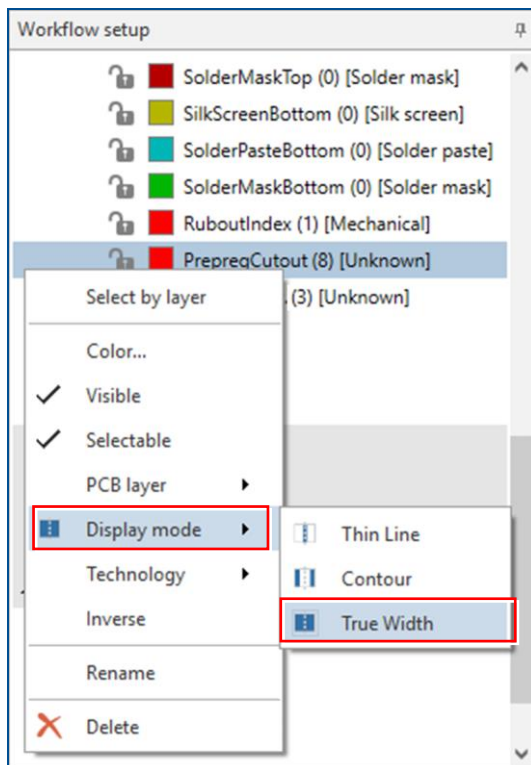 Workflow setup
SolderMaskTop (0) [Solder mask]
SilkScreenBottom (0) [Silk screen]
SolderPasteBottom (0) [Solder paste]
SolderMaskBottom (0) [Solder mask]
RuboutIndex (1) [Mechanical]
PrepregCutout (8) [Unknown]
(3) [Unknown]
Select by layer
Color...
Visible
Selectable
PCB layer
Display mode
Technology
Inverse
Rename
Delete
Thin Line
Contour
True Width